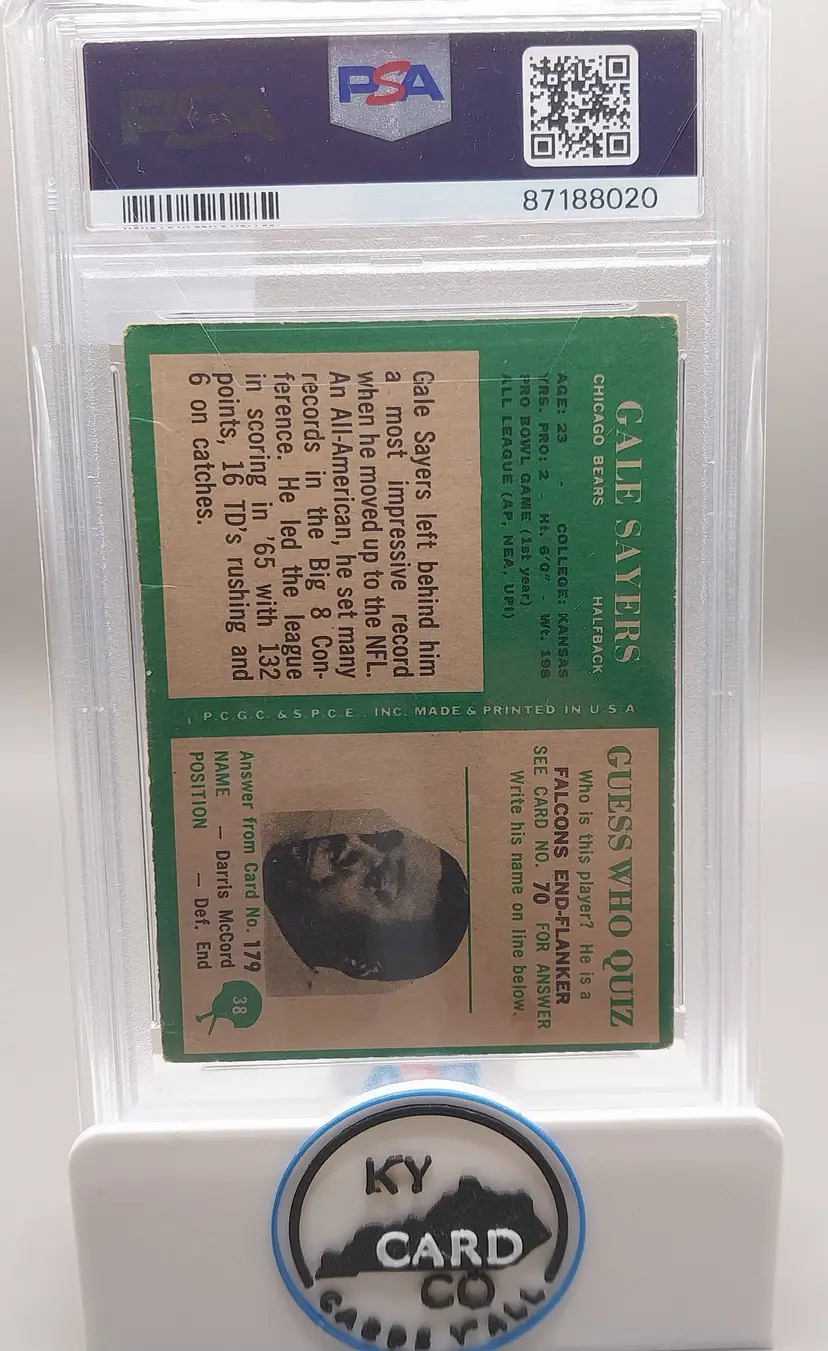 PSA
87188020
GALE SAYERS
CHICAGO BEARS HALFBACK
AGE: 23 - COLLEGE: KANSAS
YRS. PRO: 2 - Ht. 6'0" - Wt. 198
PRO BOWL GAME (1st year)
ALL LEAGUE (AP, NEA, UPI)
Gale Sayers left behind him
a most impressive record
when he moved up to the NFL.
An All-American, he set many
records in the Big 8 Con-
ference. He led the league
in scoring in '65 with 132
points, 16 TD's rushing and
6 on catches.
P.C.G.C. & S.P.C.E., INC. MADE & PRINTED IN U.S.A
GUESS WHO QUIZ
Who is this player? He is a
FALCONS END-FLANKER
SEE CARD NO. 70 FOR ANSWER
Write his name on line below.
Answer from Card No. 179
NAME – Darris McCord
POSITION – Def. End
38
KY
CARD
CO
CARDS Y'ALL